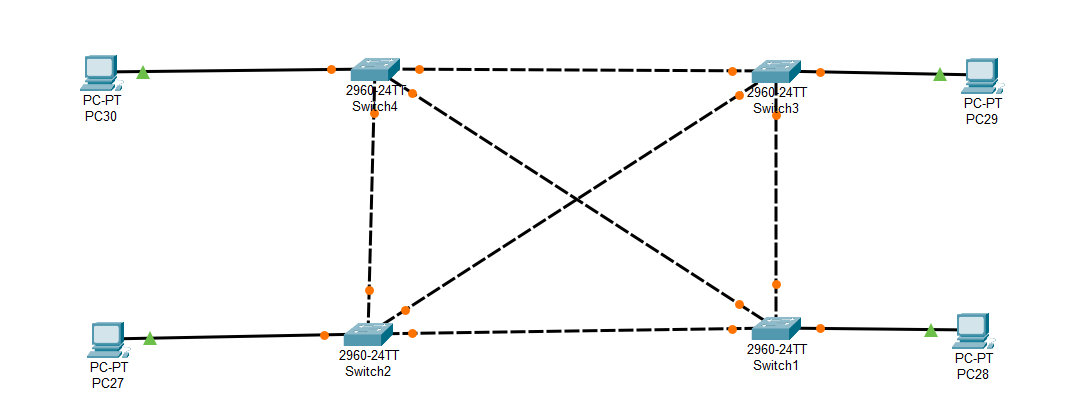 PC-PT
PC30
2960-24TT
Switch4
2960-24TT
Switch3
PC-PT
PC29
PC-PT
PC27
2960-24TT
Switch2
2960-24TT
Switch1
PC-PT
PC28